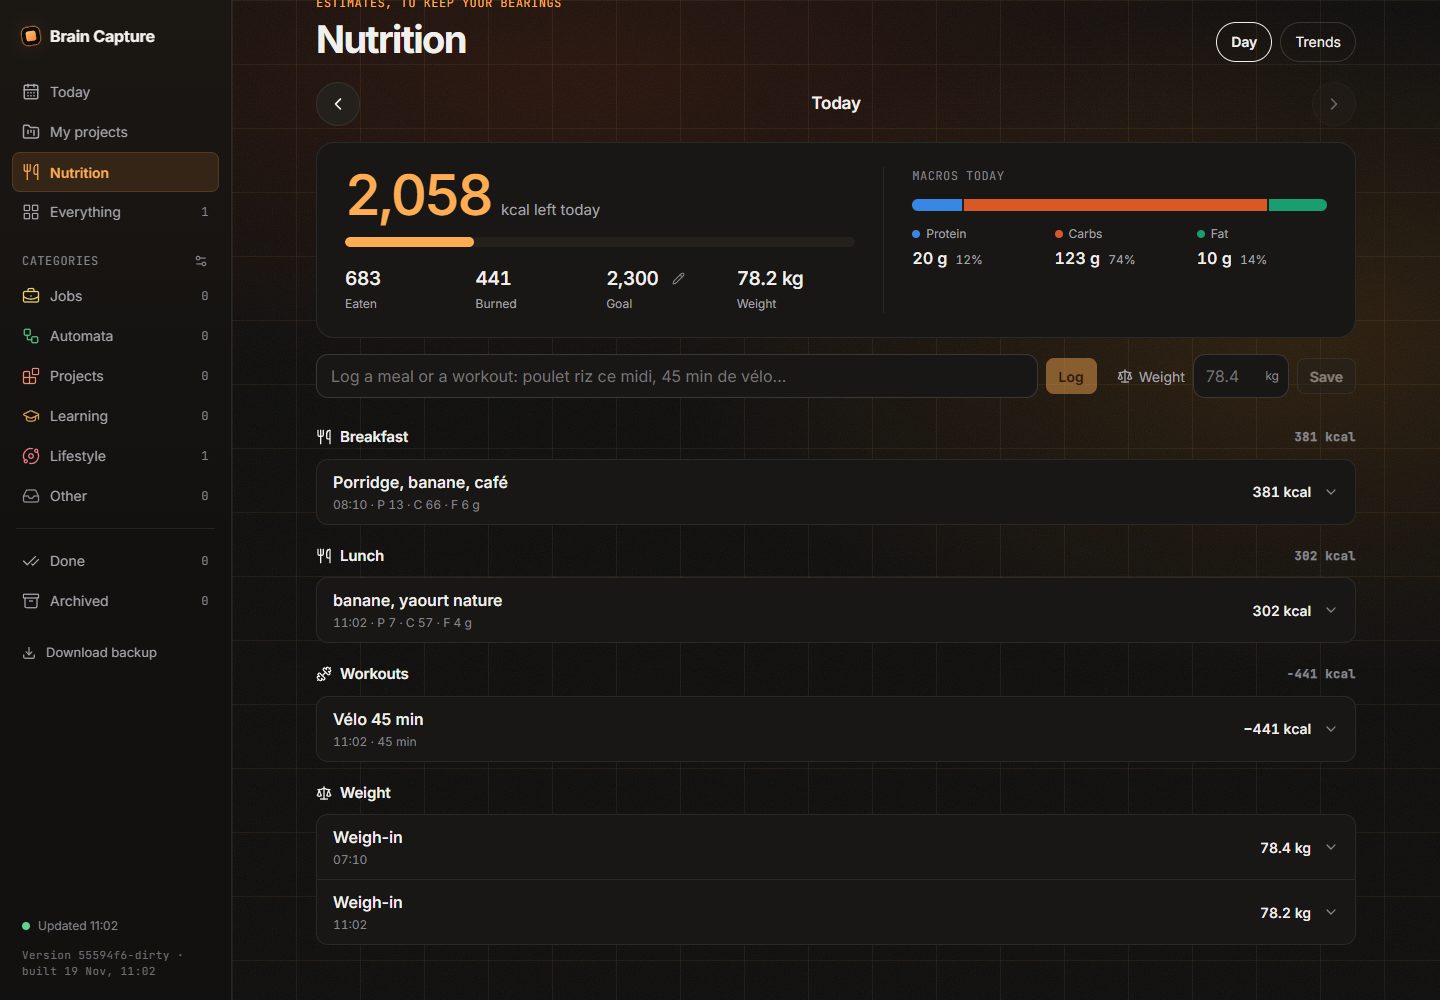 Brain Capture
Today
My projects
Nutrition
Everything 1
CATEGORIES
Jobs 0
Automata 0
Projects 0
Learning 0
Lifestyle 1
Other 0
Done 0
Archived 0
Download backup
Updated 11:02
Version 55594f6-dirty ·
built 19 Nov, 11:02
ESTIMATES, TO KEEP YOUR BEARINGS
Nutrition
Day Trends
Today
2,058 kcal left today
683 441 2,300 78.2 kg
Eaten Burned Goal Weight
MACROS TODAY
Protein Carbs Fat
20 g 12% 123 g 74% 10 g 14%
Log a meal or a workout: poulet riz ce midi, 45 min de vélo... Log Weight 78.4 kg Save
Breakfast 381 kcal
Porridge, banane, café
08:10 · P 13 · C 66 · F 6 g
381 kcal
Lunch 302 kcal
banane, yaourt nature
11:02 · P 7 · C 57 · F 4 g
302 kcal
Workouts -441 kcal
Vélo 45 min
11:02 · 45 min
−441 kcal
Weight
Weigh-in
07:10
78.4 kg
Weigh-in
11:02
78.2 kg